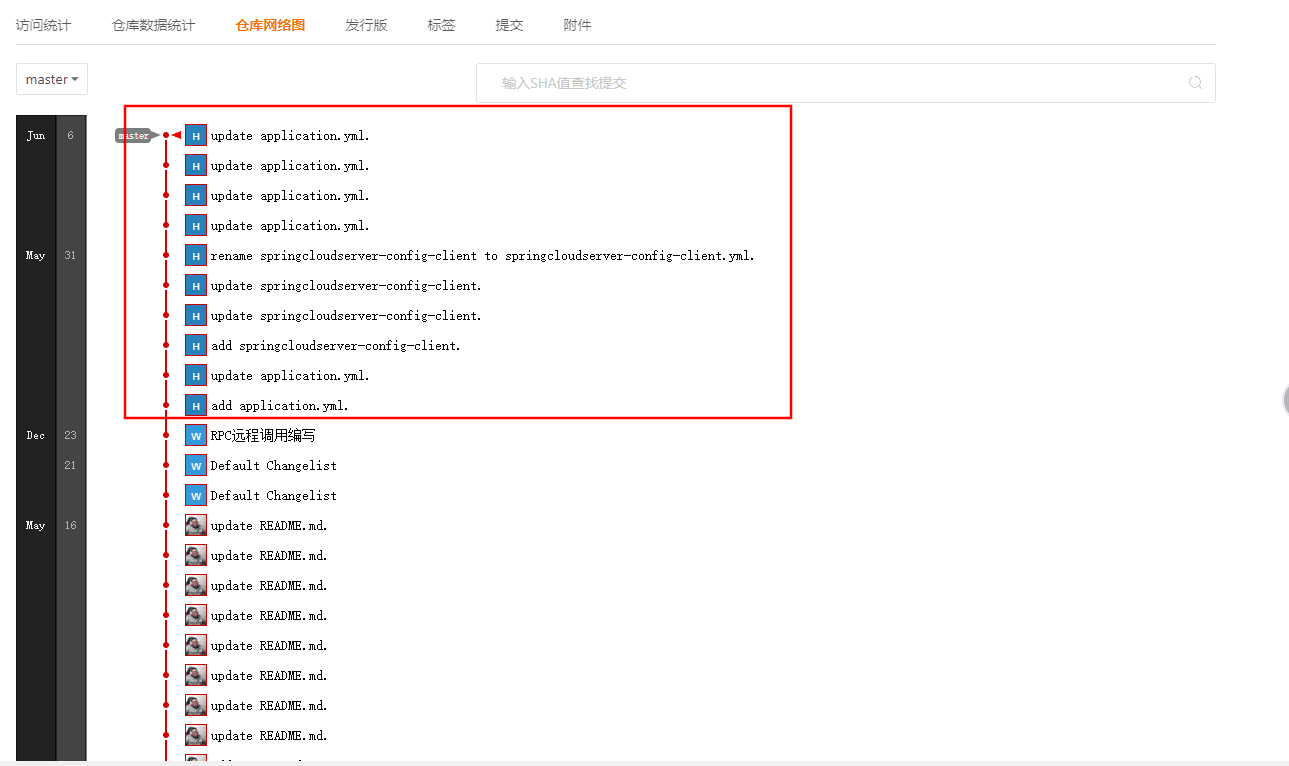 访问统计 仓库数据统计 仓库网络图 发行版 标签 提交 附件
master 输入SHA值查找提交
Jun 6 master H update application.yml.
H update application.yml.
H update application.yml.
H update application.yml.
May 31 H rename springcloudserver-config-client to springcloudserver-config-client.yml.
H update springcloudserver-config-client.
H update springcloudserver-config-client.
H add springcloudserver-config-client.
H update application.yml.
H add application.yml.
Dec 23 W RPC远程调用编写
21 W Default Changelist
W Default Changelist
May 16 update README.md.
update README.md.
update README.md.
update README.md.
update README.md.
update README.md.
update README.md.
update README.md.